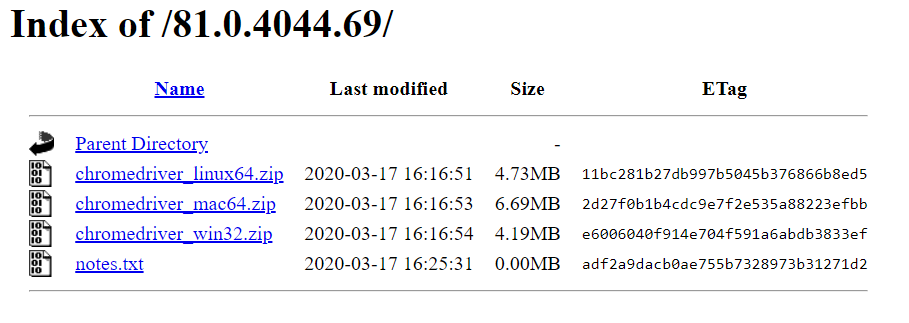 Index of /81.0.4044.69/
Name Last modified Size ETag
Parent Directory -
chromedriver_linux64.zip 2020-03-17 16:16:51 4.73MB 11bc281b27db997b5045b376866b8ed5
chromedriver_mac64.zip 2020-03-17 16:16:53 6.69MB 2d27f0b1b4cdc9e7f2e535a88223efbb
chromedriver_win32.zip 2020-03-17 16:16:54 4.19MB e6006040f914e704f591a6abdb3833ef
notes.txt 2020-03-17 16:25:31 0.00MB adf2a9dacb0ae755b7328973b31271d2